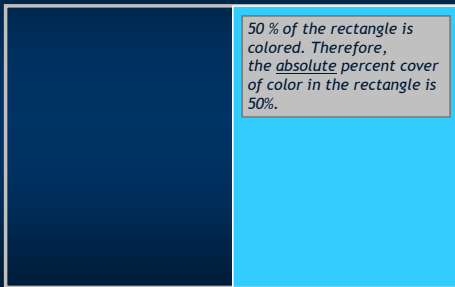 50 % of the rectangle is
colored. Therefore,
the absolute percent cover
of color in the rectangle is
50%.